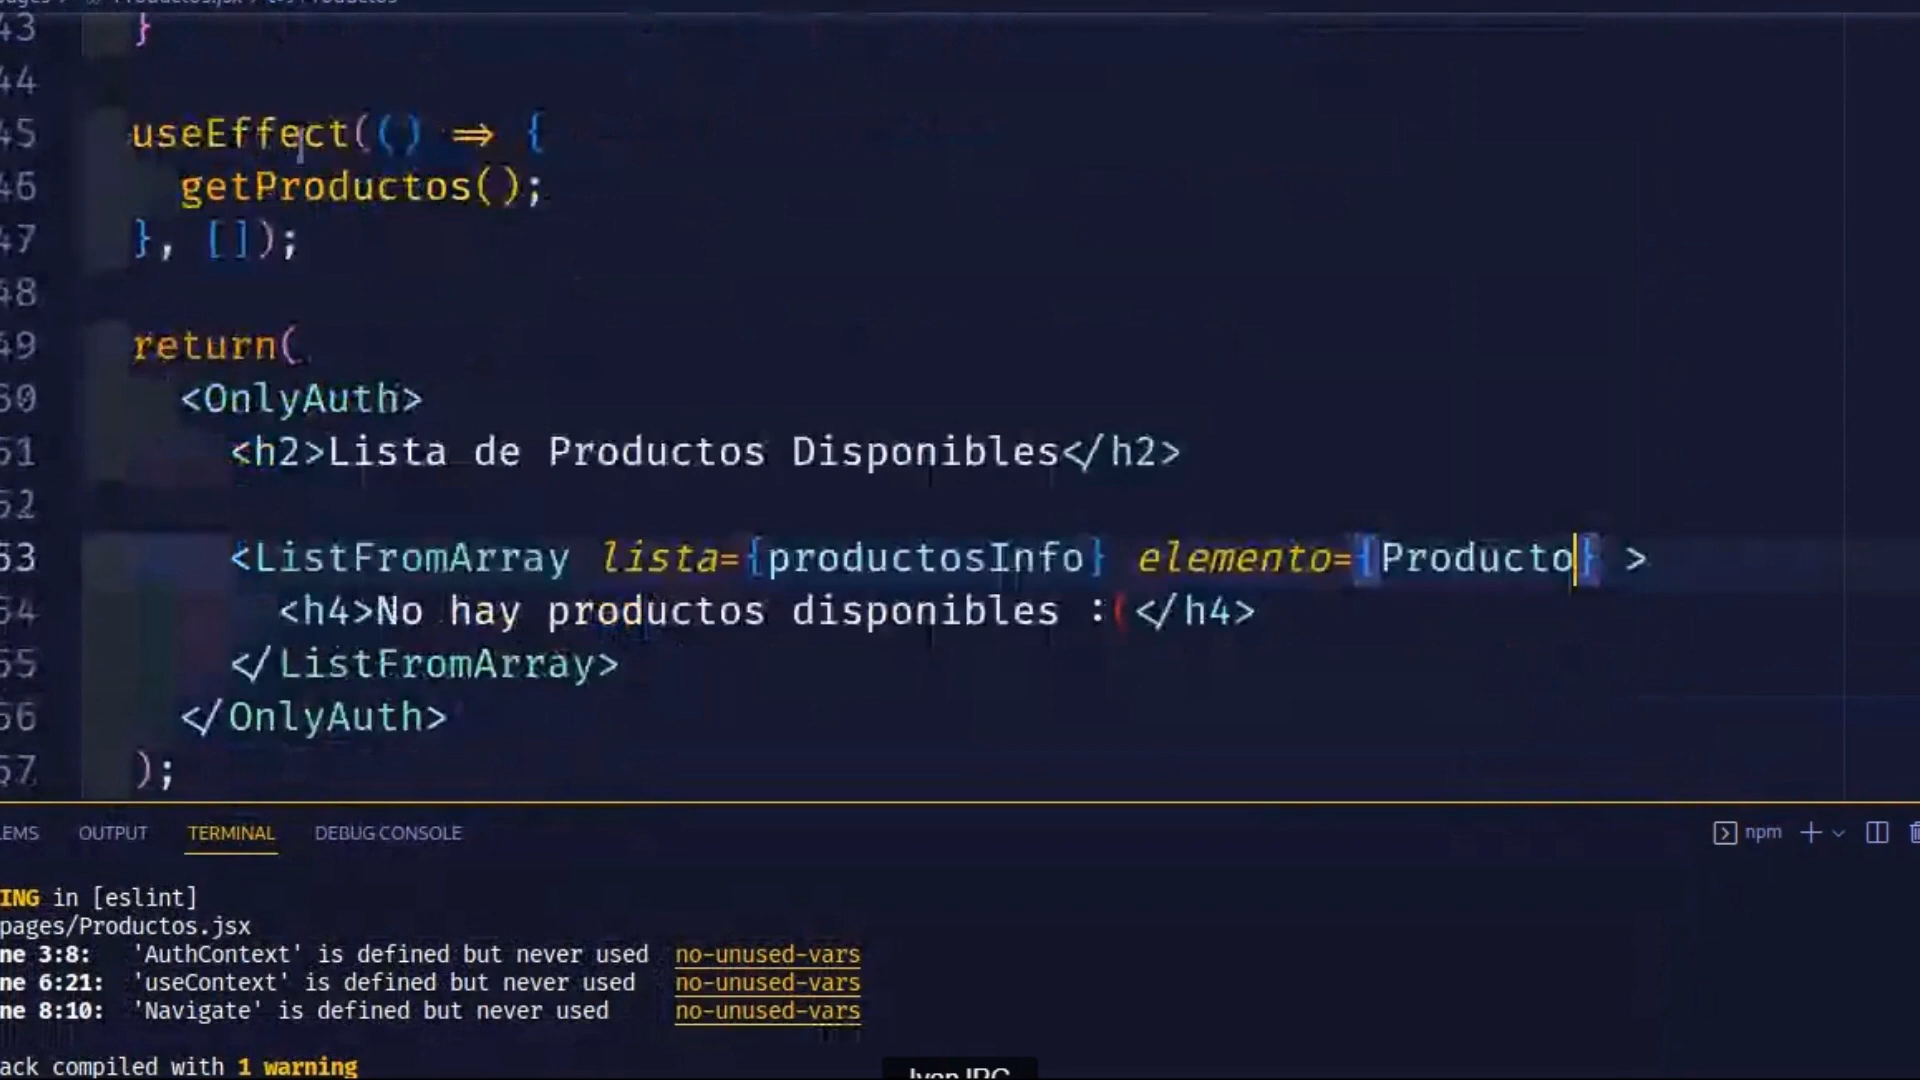 43 }
44
45 useEffect(() => {
46 getProductos();
47 }, []);
48
49 return(
50 <OnlyAuth>
51 <h2>Lista de Productos Disponibles</h2>
52
53 <ListFromArray lista={productosInfo} elemento={Producto} >
54 <h4>No hay productos disponibles :(</h4>
55 </ListFromArray>
56 </OnlyAuth>
57 );
LEMS OUTPUT TERMINAL DEBUG CONSOLE npm
ING in [eslint]
pages/Productos.jsx
ne 3:8: 'AuthContext' is defined but never used no-unused-vars
ne 6:21: 'useContext' is defined but never used no-unused-vars
ne 8:10: 'Navigate' is defined but never used no-unused-vars
ack compiled with 1 warning